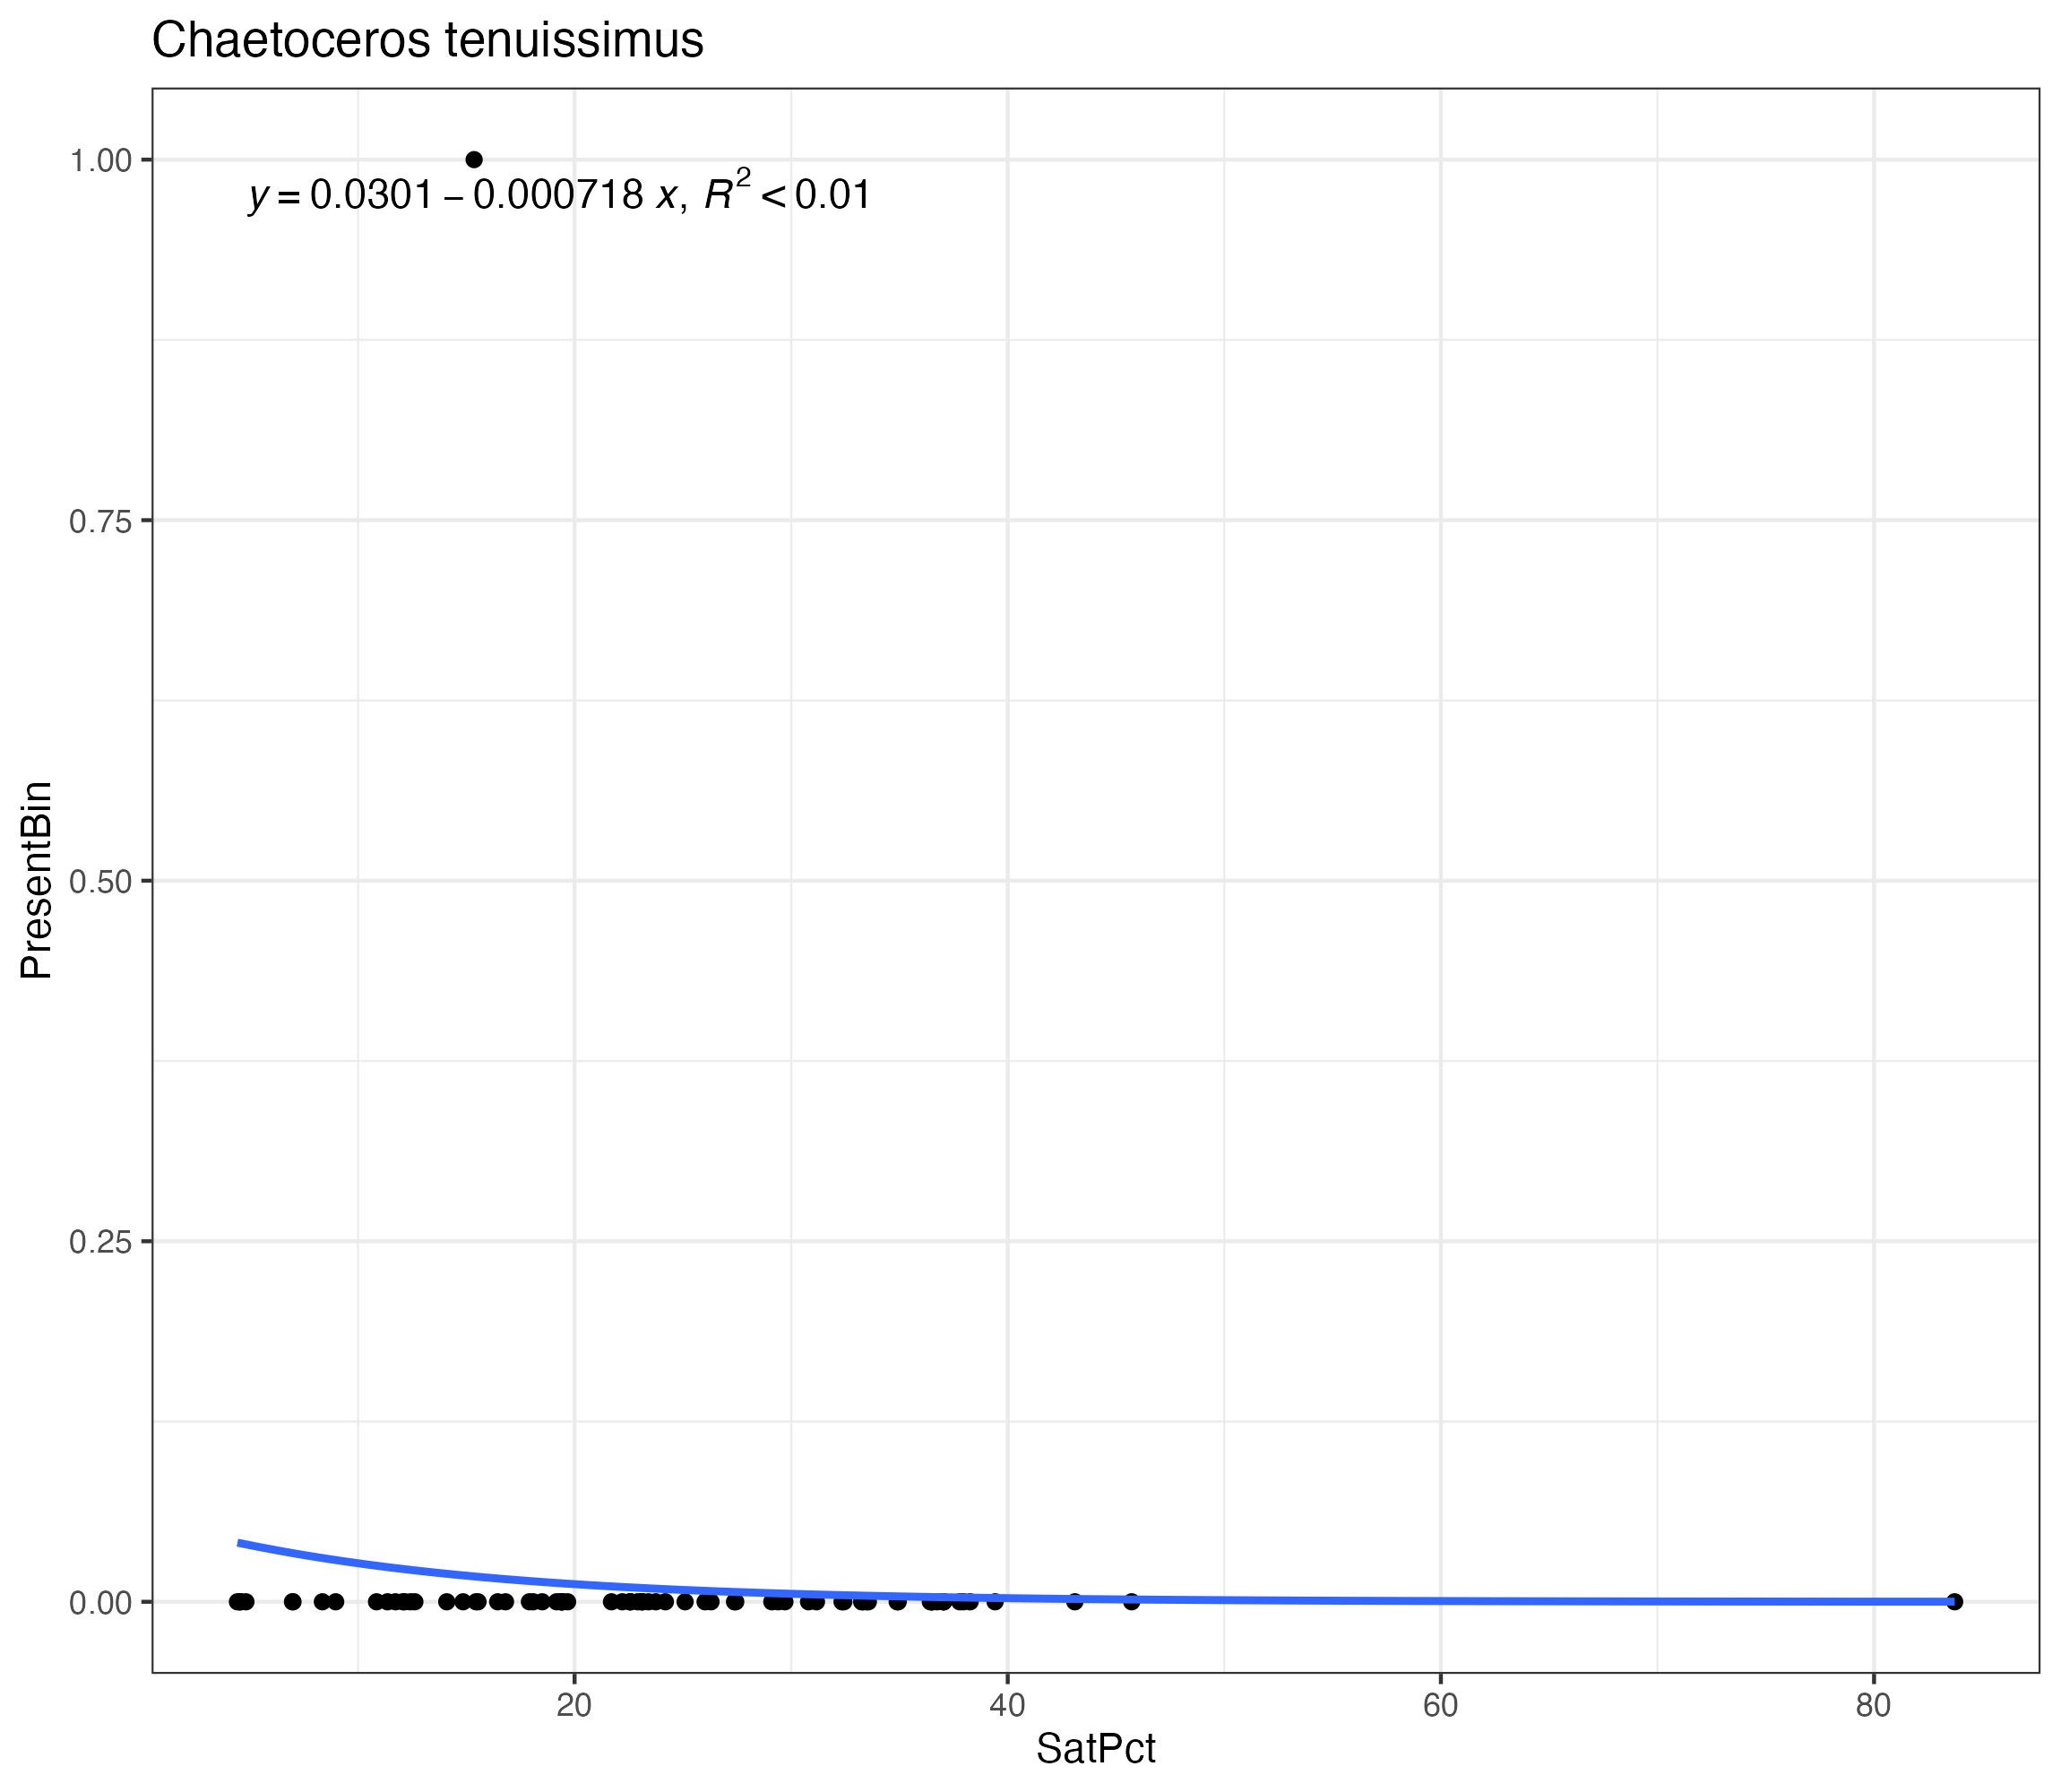 Chaetoceros tenuissimus
y = 0.0301 − 0.000718 x, R² < 0.01
1.00
0.75
0.50
0.25
0.00
PresentBin
20 40 60 80
SatPct